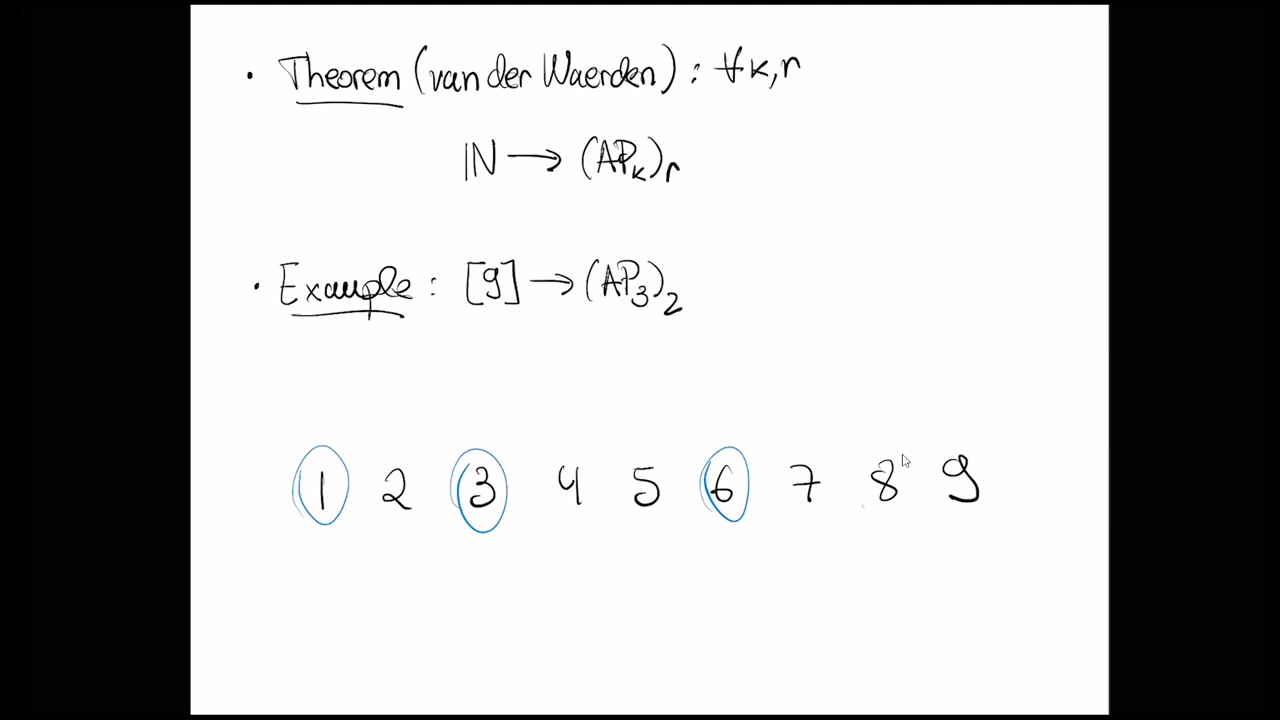 · Theorem (van der Waerden) : ∀k,r
ℕ → (AP_k)_r
· Example : [9] → (AP_3)_2
1 2 3 4 5 6 7 8 9